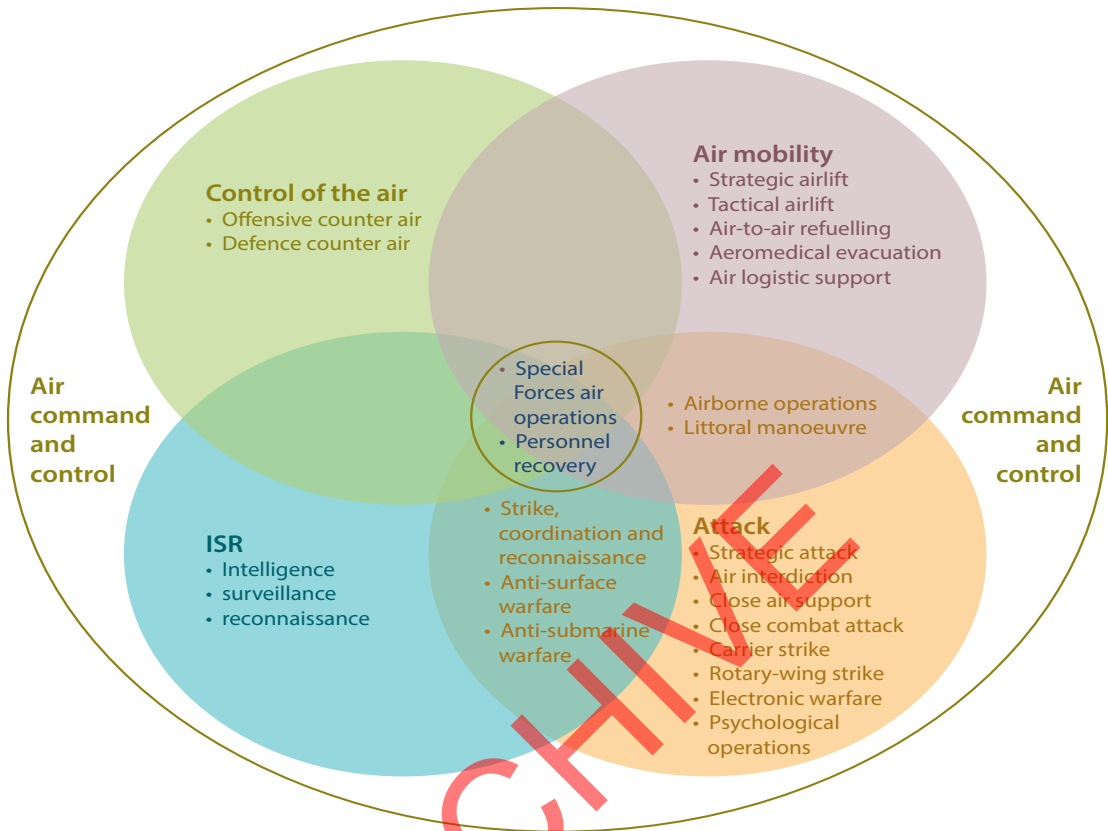 Control of the air
• Offensive counter air
• Defence counter air
Air mobility
• Strategic airlift
• Tactical airlift
• Air-to-air refuelling
• Aeromedical evacuation
• Air logistic support
Air
command
and
control
• Special
Forces air
operations
• Personnel
recovery
• Airborne operations
• Littoral manoeuvre
Air
command
and
control
ISR
• Intelligence
• surveillance
• reconnaissance
• Strike,
coordination and
reconnaissance
• Anti-surface
warfare
• Anti-submarine
warfare
Attack
• Strategic attack
• Air interdiction
• Close air support
• Close combat attack
• Carrier strike
• Rotary-wing strike
• Electronic warfare
• Psychological
operations
CHIVE